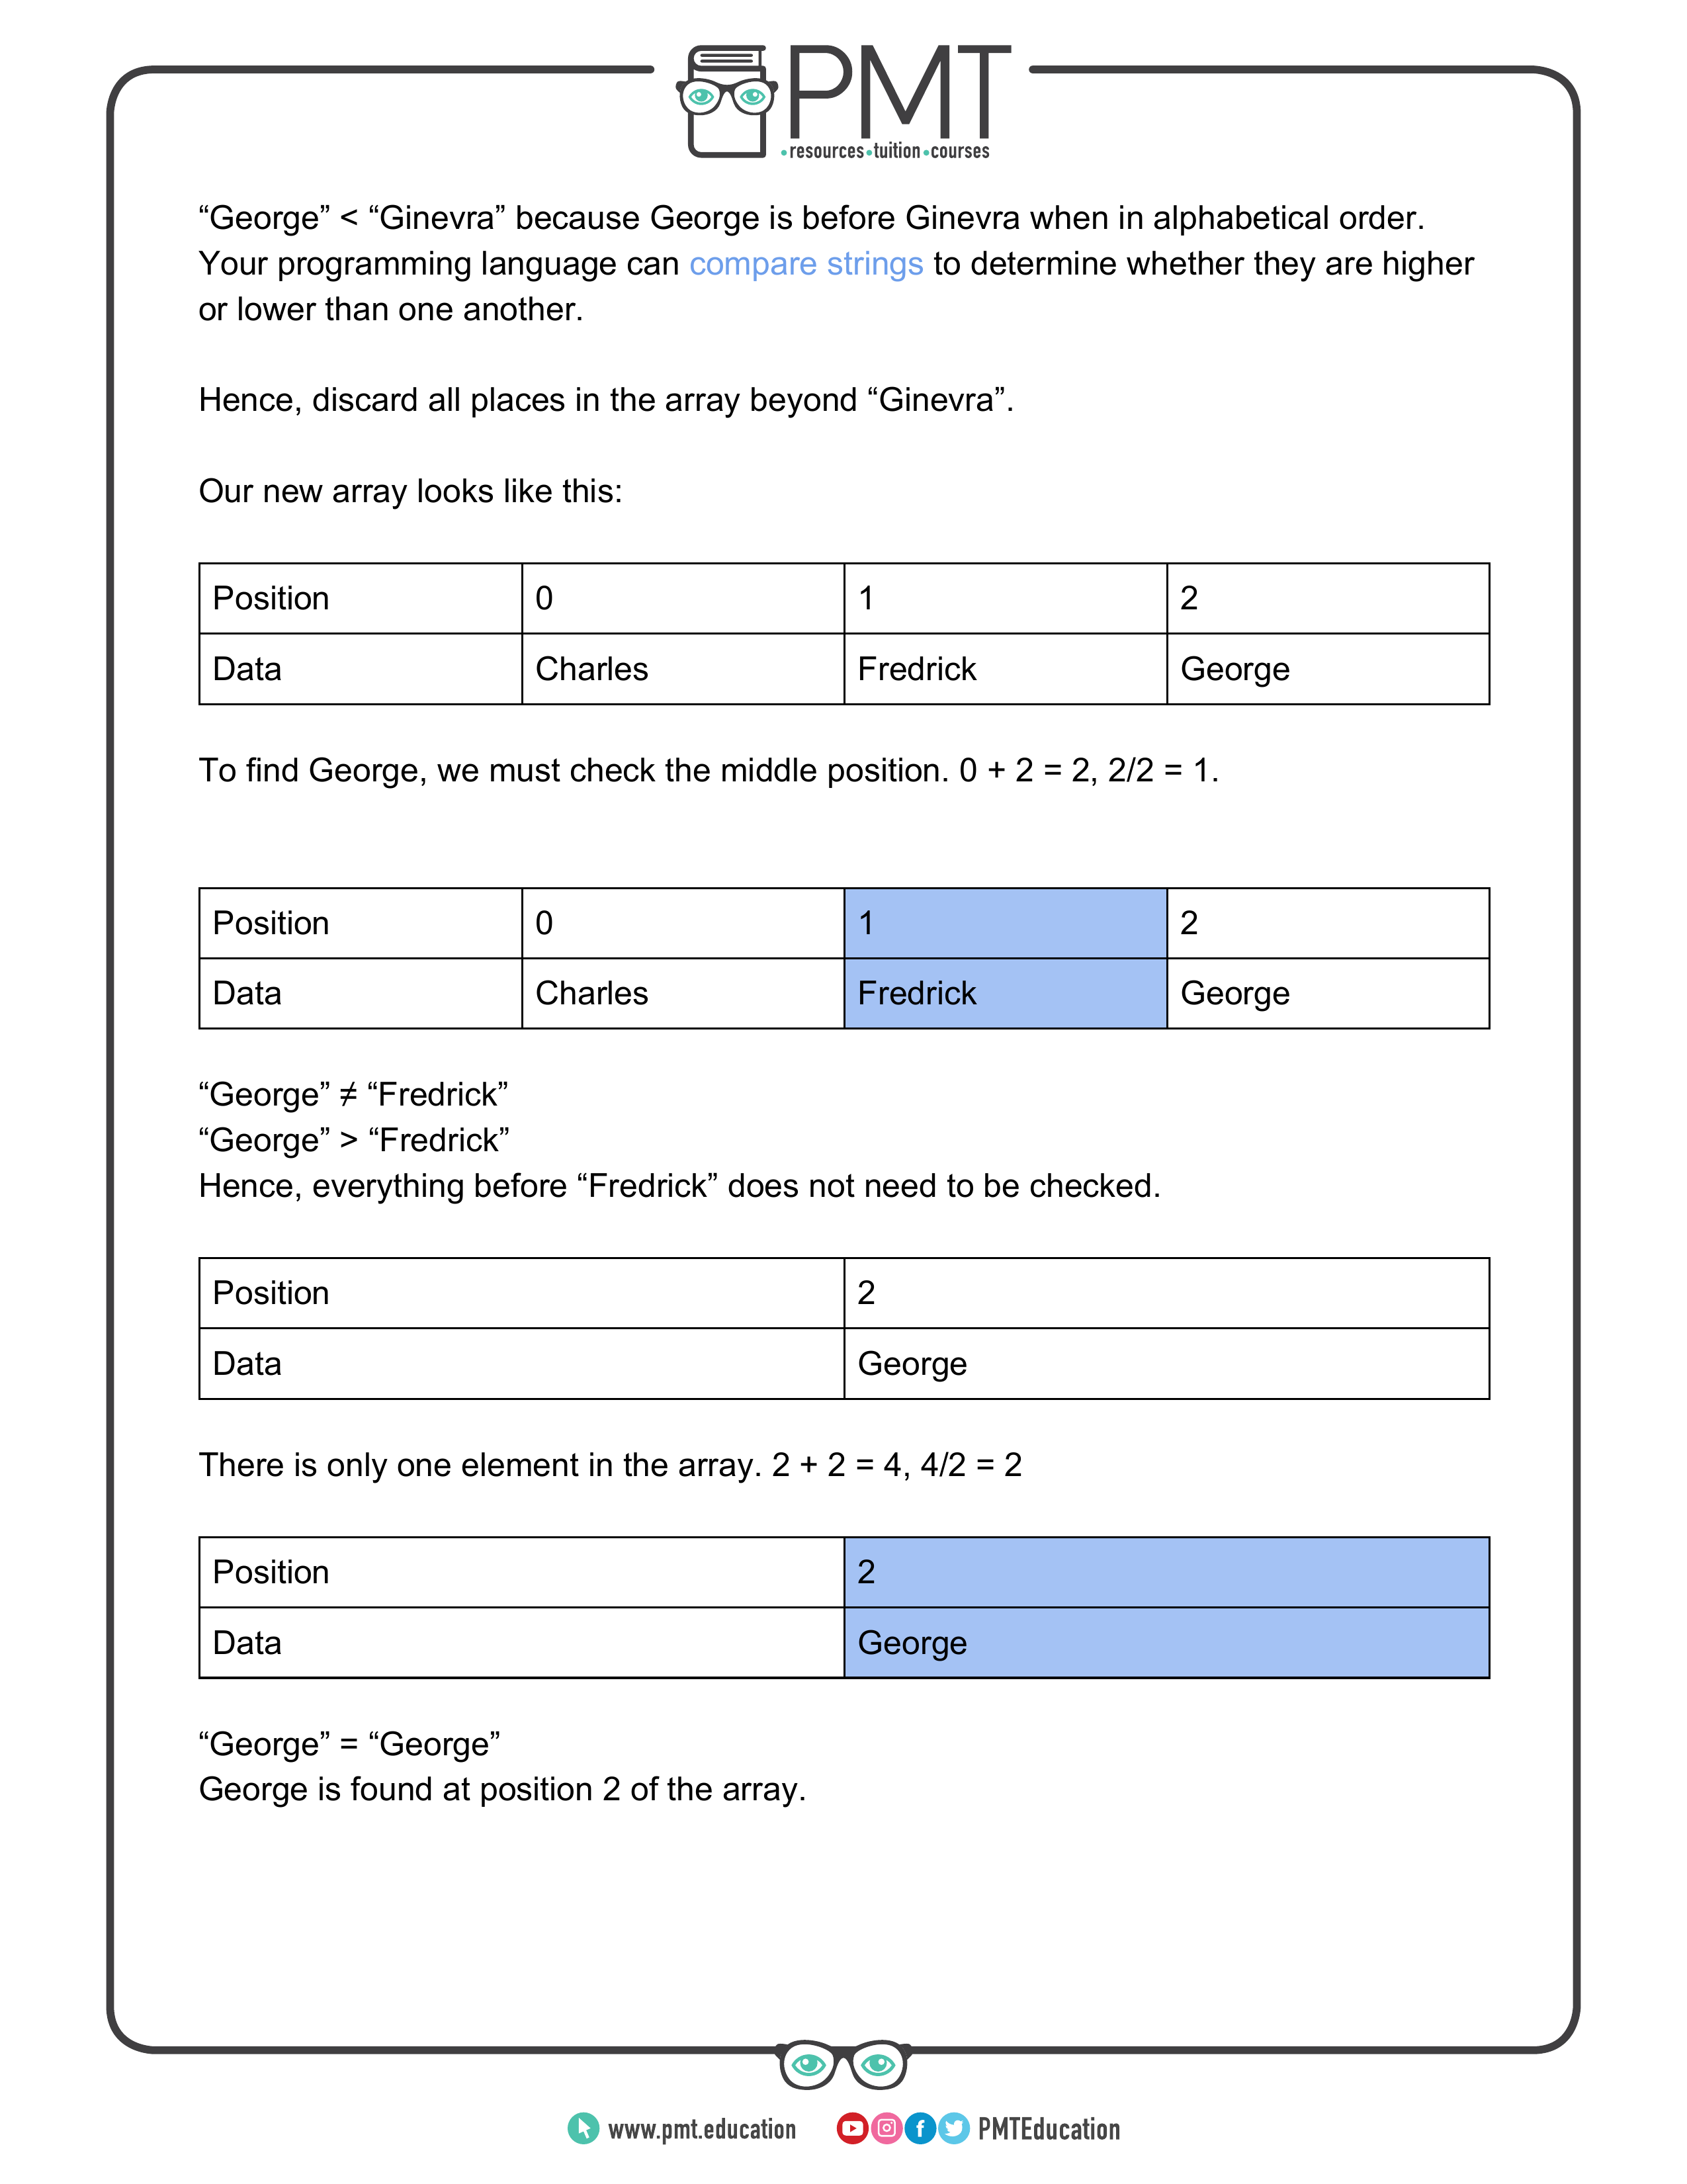 PMT
•resources•tuition•courses
“George” < “Ginevra” because George is before Ginevra when in alphabetical order.
Your programming language can compare strings to determine whether they are higher
or lower than one another.
Hence, discard all places in the array beyond “Ginevra”.
Our new array looks like this:
Position 0 1 2
Data Charles Fredrick George
To find George, we must check the middle position. 0 + 2 = 2, 2/2 = 1.
Position 0 1 2
Data Charles Fredrick George
“George” ≠ “Fredrick”
“George” > “Fredrick”
Hence, everything before “Fredrick” does not need to be checked.
Position 2
Data George
There is only one element in the array. 2 + 2 = 4, 4/2 = 2
Position 2
Data George
“George” = “George”
George is found at position 2 of the array.
www.pmt.education PMTEducation